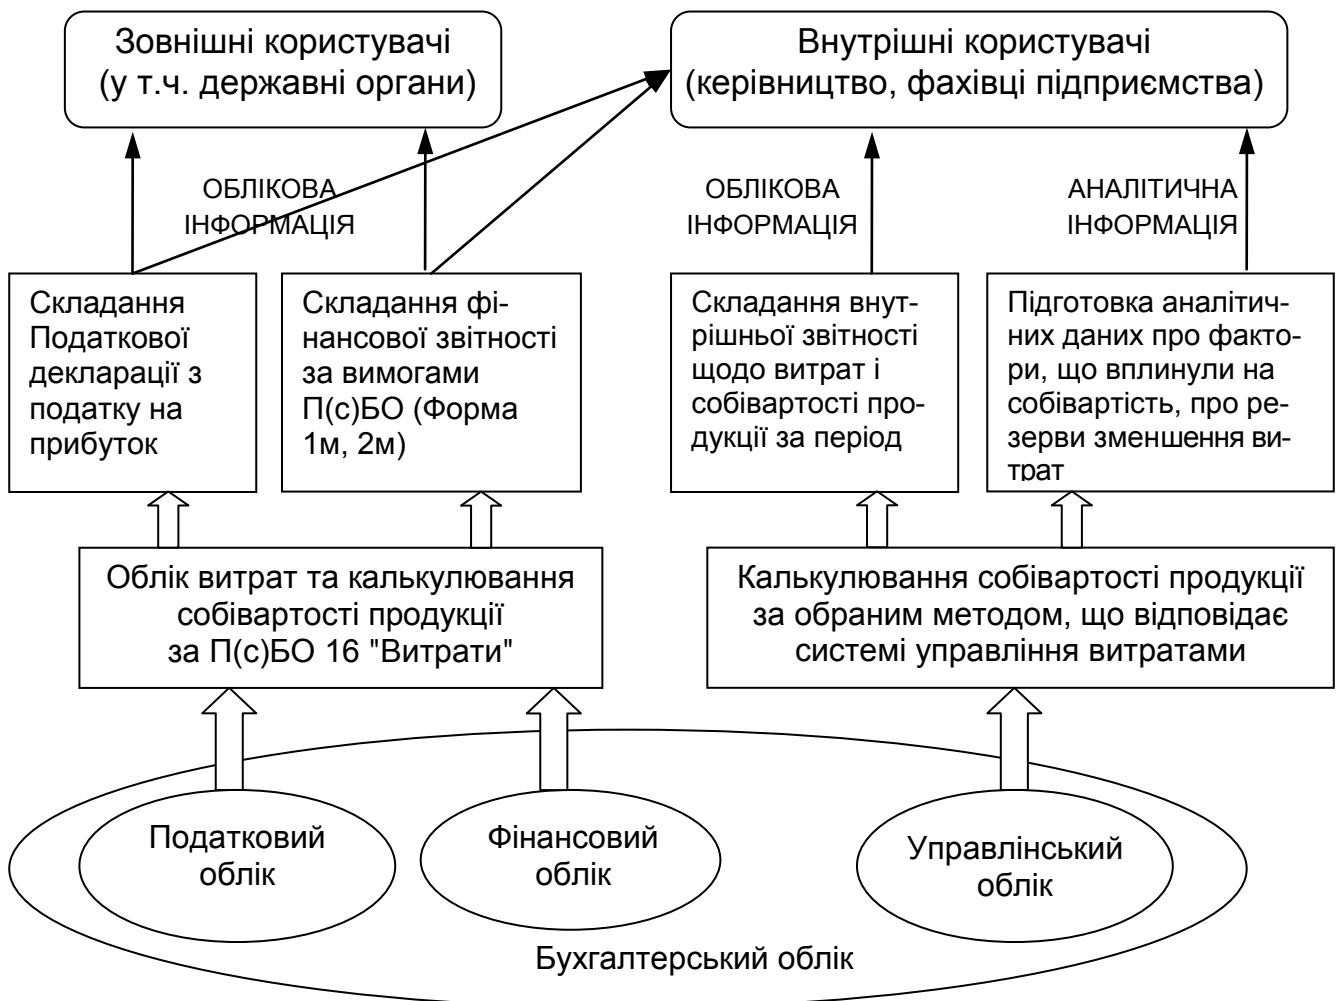 Зовнішні користувачі
(у т.ч. державні органи)
Внутрішні користувачі
(керівництво, фахівці підприємства)
ОБЛІКОВА
ІНФОРМАЦІЯ
ОБЛІКОВА
ІНФОРМАЦІЯ
АНАЛІТИЧНА
ІНФОРМАЦІЯ
Складання
Податкової
декларації з
податку на
прибуток
Складання фі-
нансової звітності
за вимогами
П(с)БО (Форма
1м, 2м)
Складання внут-
рішньої звітності
щодо витрат і
собівартості про-
дукції за період
Підготовка аналітич-
них даних про факто-
ри, що вплинули на
собівартість, про ре-
зерви зменшення ви-
трат
Облік витрат та калькулювання
собівартості продукції
за П(с)БО 16 "Витрати"
Калькулювання собівартості продукції
за обраним методом, що відповідає
системі управління витратами
Податковий
облік
Фінансовий
облік
Управлінський
облік
Бухгалтерський облік